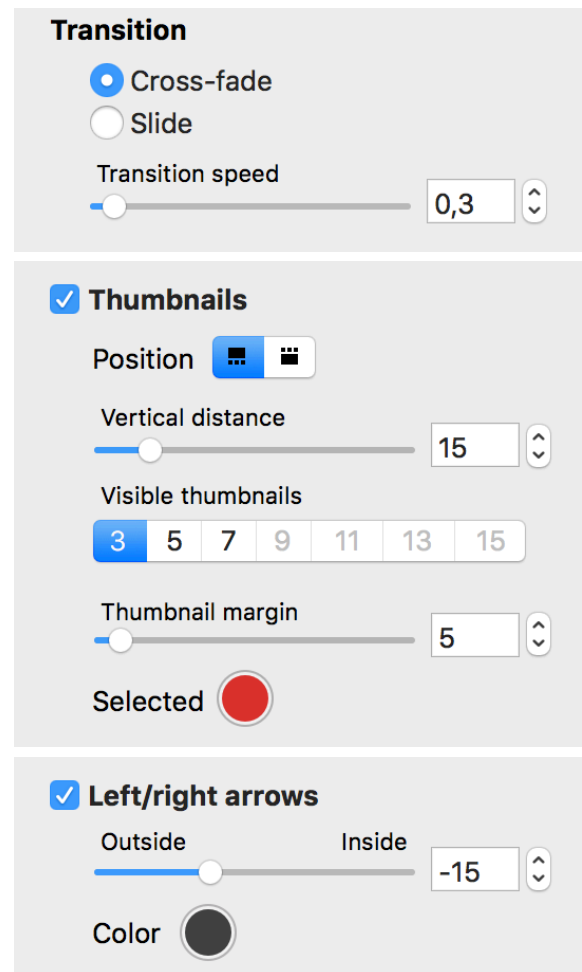 Transition
Cross-fade
Slide
Transition speed
0,3
Thumbnails
Position
Vertical distance
15
Visible thumbnails
3 5 7 9 11 13 15
Thumbnail margin
5
Selected
Left/right arrows
Outside Inside
-15
Color